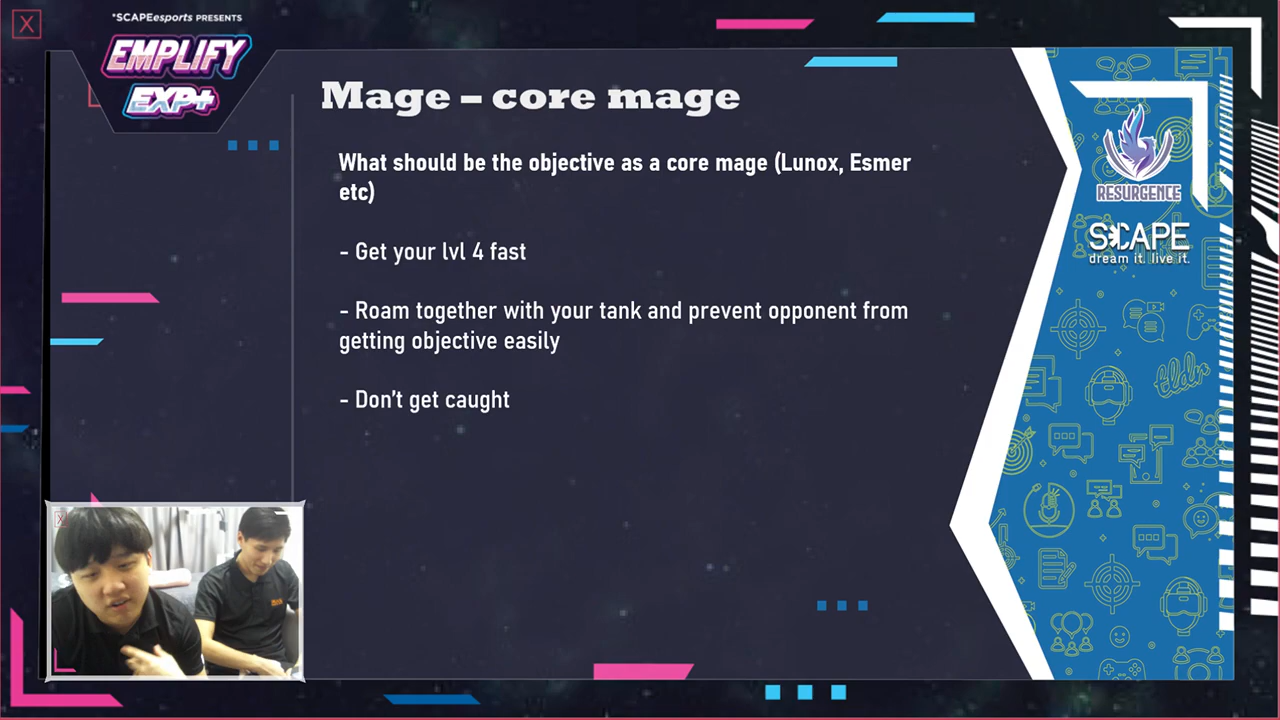 *SCAPEesports PRESENTS
EMPLIFY
EXP+
Mage – core mage
What should be the objective as a core mage (Lunox, Esmer
etc)
- Get your lvl 4 fast
- Roam together with your tank and prevent opponent from
getting objective easily
- Don't get caught
RESURGENCE
S*CAPE
dream it. live it.
tldr